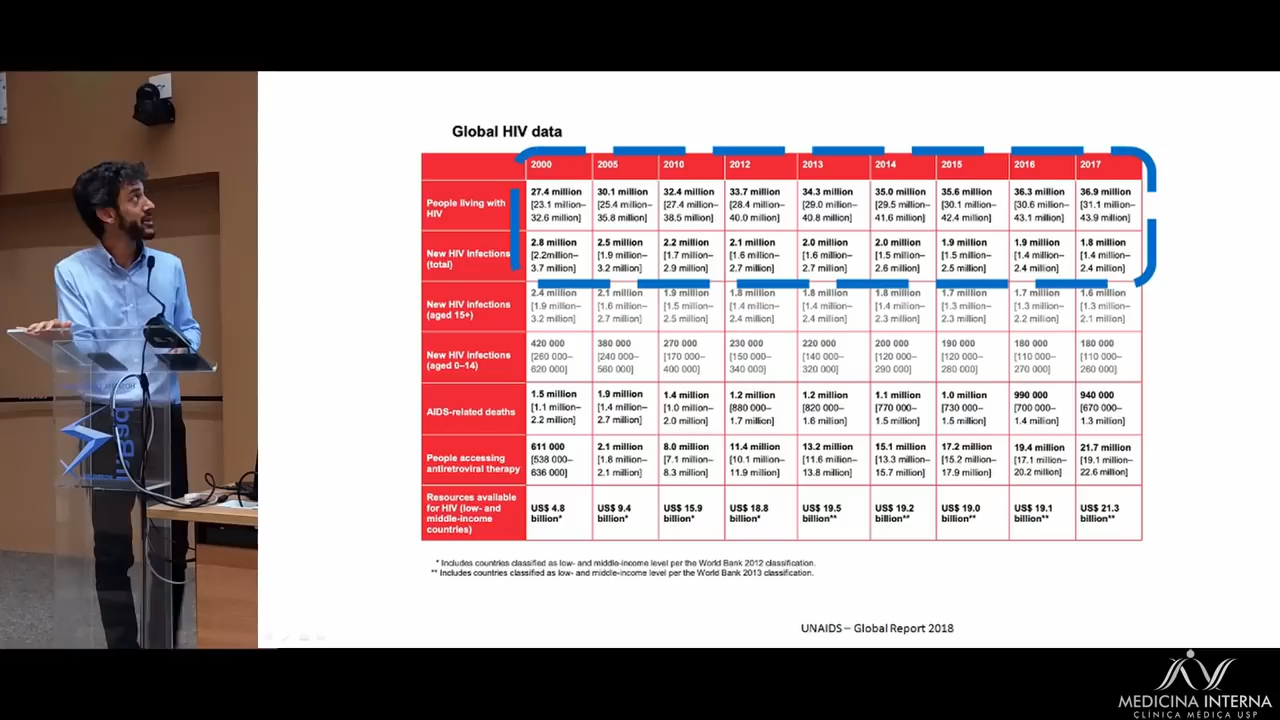 Global HIV data
2000 2005 2010 2012 2013 2014 2015 2016 2017
People living with HIV
27.4 million [23.1 million– 32.6 million]
30.1 million [25.4 million– 35.8 million]
32.4 million [27.4 million– 38.5 million]
33.7 million [28.4 million– 40.0 million]
34.3 million [29.0 million– 40.8 million]
35.0 million [29.5 million– 41.6 million]
35.6 million [30.1 million– 42.4 million]
36.3 million [30.6 million– 43.1 million]
36.9 million [31.1 million– 43.9 million]
New HIV Infections (total)
2.8 million [2.2million– 3.7 million]
2.5 million [1.9 million– 3.2 million]
2.2 million [1.7 million– 2.9 million]
2.1 million [1.6 million– 2.7 million]
2.0 million [1.6 million– 2.7 million]
2.0 million [1.5 million– 2.6 million]
1.9 million [1.5 million– 2.5 million]
1.9 million [1.4 million– 2.4 million]
1.8 million [1.4 million– 2.4 million]
New HIV Infections (aged 15+)
2.4 million [1.9 million– 3.2 million]
2.1 million [1.6 million– 2.7 million]
1.9 million [1.5 million– 2.5 million]
1.8 million [1.4 million– 2.4 million]
1.8 million [1.4 million– 2.4 million]
1.8 million [1.4 million– 2.3 million]
1.7 million [1.3 million– 2.3 million]
1.7 million [1.3 million– 2.2 million]
1.6 million [1.3 million– 2.1 million]
New HIV Infections (aged 0–14)
420 000 [260 000– 620 000]
380 000 [240 000– 560 000]
270 000 [170 000– 400 000]
230 000 [150 000– 340 000]
220 000 [140 000– 320 000]
200 000 [120 000– 290 000]
190 000 [120 000– 280 000]
180 000 [110 000– 270 000]
180 000 [110 000– 260 000]
AIDS-related deaths
1.5 million [1.1 million– 2.2 million]
1.9 million [1.4 million– 2.7 million]
1.4 million [1.0 million– 2.0 million]
1.2 million [880 000– 1.7 million]
1.2 million [820 000– 1.6 million]
1.1 million [770 000– 1.5 million]
1.0 million [730 000– 1.5 million]
990 000 [700 000– 1.4 million]
940 000 [670 000– 1.3 million]
People accessing antiretroviral therapy
611 000 [538 000– 636 000]
2.1 million [1.8 million– 2.1 million]
8.0 million [7.1 million– 8.3 million]
11.4 million [10.1 million– 11.9 million]
13.2 million [11.6 million– 13.8 million]
15.1 million [13.3 million– 15.7 million]
17.2 million [15.2 million– 17.9 million]
19.4 million [17.1 million– 20.2 million]
21.7 million [19.1 million– 22.6 million]
Resources available for HIV (low- and middle-income countries)
US$ 4.8 billion*
US$ 9.4 billion*
US$ 15.9 billion*
US$ 18.8 billion*
US$ 19.5 billion**
US$ 19.2 billion**
US$ 19.0 billion**
US$ 19.1 billion**
US$ 21.3 billion**
* Includes countries classified as low- and middle-income level per the World Bank 2012 classification.
** Includes countries classified as low- and middle-income level per the World Bank 2013 classification.
UNAIDS – Global Report 2018
MEDICINA INTERNA
CLÍNICA MÉDICA USP